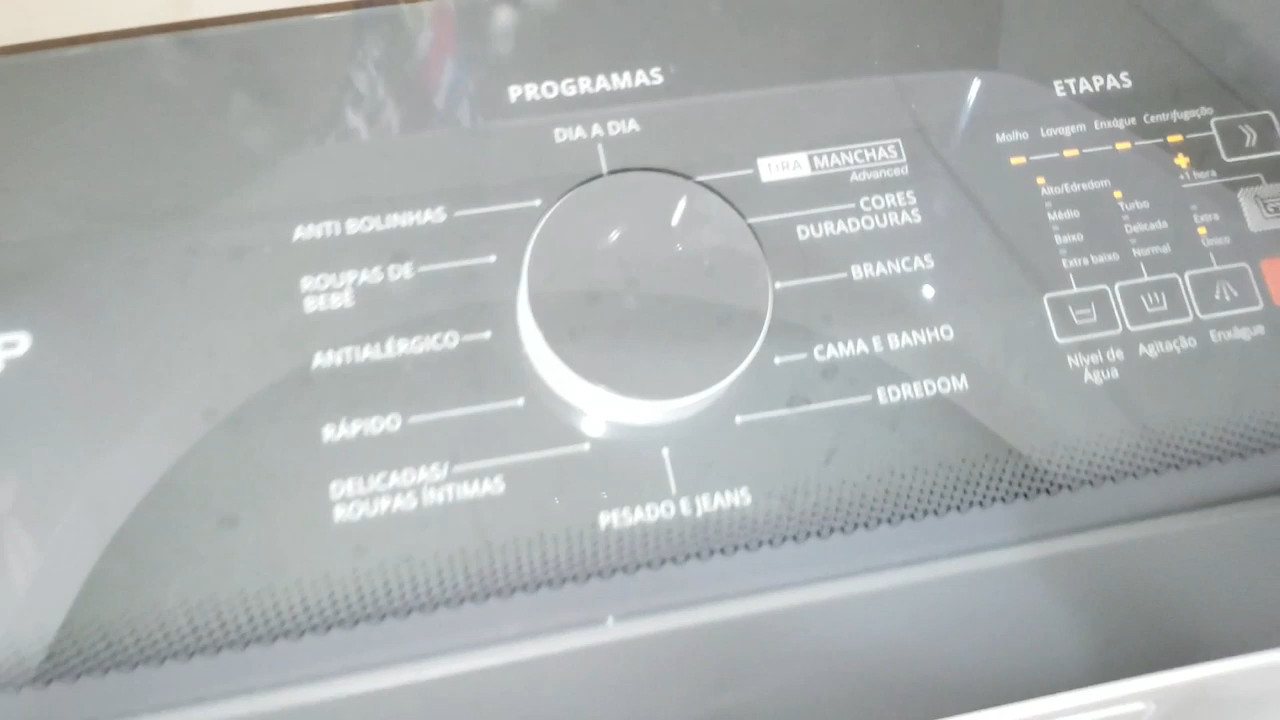 PROGRAMAS
DIA A DIA
TIRA MANCHAS
Advanced
CORES
DURADOURAS
BRANCAS
CAMA E BANHO
EDREDOM
PESADO E JEANS
DELICADAS/
ROUPAS ÍNTIMAS
RÁPIDO
ANTIALÉRGICO
ROUPAS DE
BEBÊ
ANTI BOLINHAS
ETAPAS
Molho Lavagem Enxágue Centrifugação
+1 hora
Alto/Edredom
Médio
Baixo
Extra baixo
Turbo
Delicada
Normal
Extra
Único
Nível de
Água
Agitação
Enxágue
P